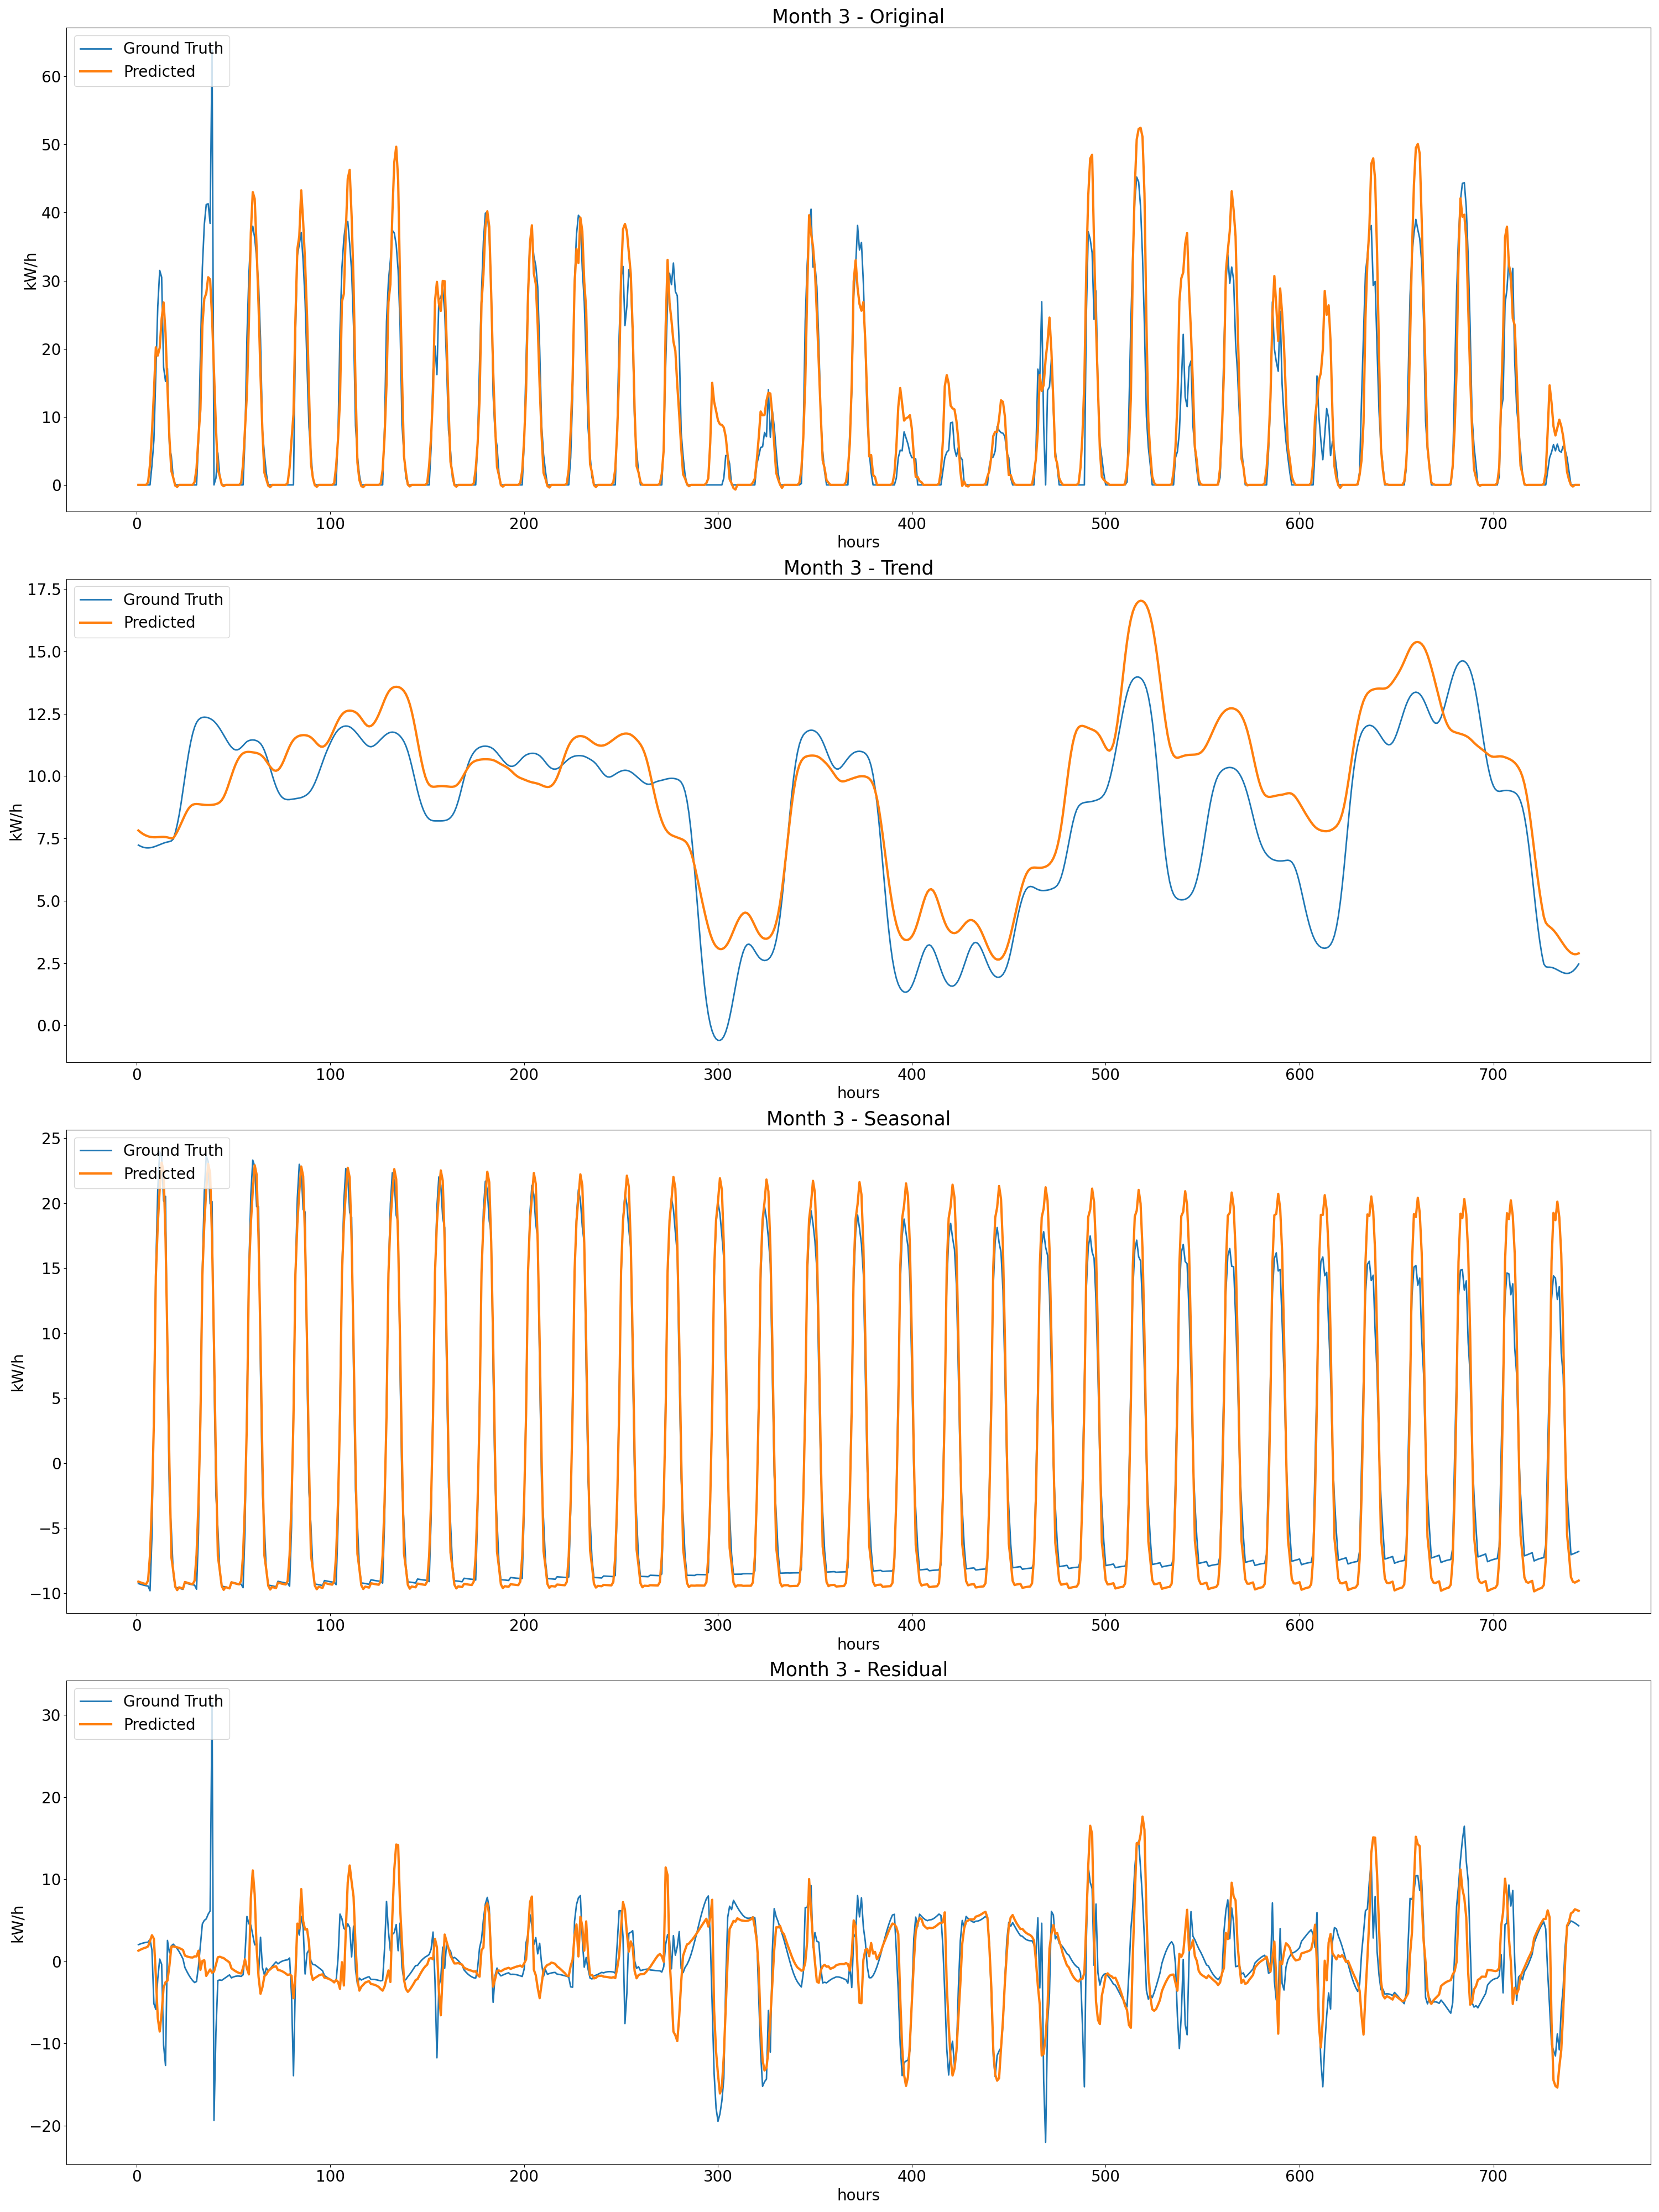 Month 3 - Original
Ground Truth
Predicted
60
50
40
30
20
10
0
kW/h
0 100 200 300 400 500 600 700
hours
Month 3 - Trend
Ground Truth
Predicted
17.5
15.0
12.5
10.0
7.5
5.0
2.5
0.0
kW/h
0 100 200 300 400 500 600 700
hours
Month 3 - Seasonal
Ground Truth
Predicted
25
20
15
10
5
0
−5
−10
kW/h
0 100 200 300 400 500 600 700
hours
Month 3 - Residual
Ground Truth
Predicted
30
20
10
0
−10
−20
kW/h
0 100 200 300 400 500 600 700
hours